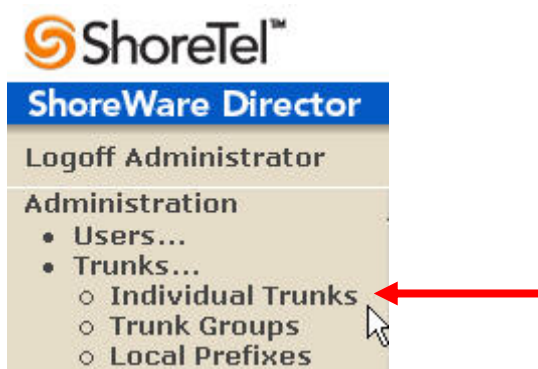 ShoreTel™
ShoreWare Director
Logoff Administrator
Administration
• Users...
• Trunks...
○ Individual Trunks
○ Trunk Groups
○ Local Prefixes